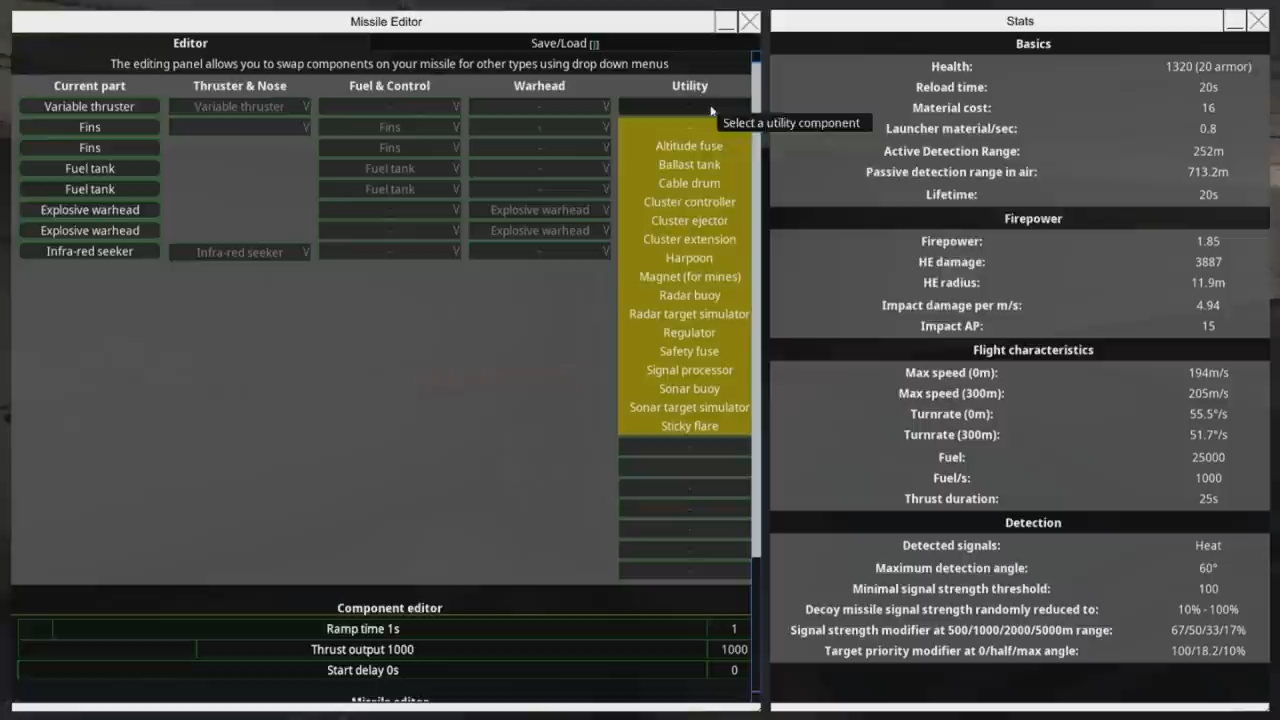 Missile Editor
Editor
Save/Load []]
The editing panel allows you to swap components on your missile for other types using drop down menus
Current part Thruster & Nose Fuel & Control Warhead Utility
Variable thruster Variable thruster V - V - V
Select a utility component
Fins V Fins V - V -
Fins Fins V - V Altitude fuse
Fuel tank Fuel tank V - V Ballast tank
Fuel tank Fuel tank V - V Cable drum
Explosive warhead - V Explosive warhead V Cluster controller
Explosive warhead - V Explosive warhead V Cluster ejector
Infra-red seeker Infra-red seeker V - V - V Cluster extension
Harpoon
Magnet (for mines)
Radar buoy
Radar target simulator
Regulator
Safety fuse
Signal processor
Sonar buoy
Sonar target simulator
Sticky flare
-
-
-
-
-
-
Component editor
Ramp time 1s 1
Thrust output 1000 1000
Start delay 0s 0
Missile editor
Stats
Basics
Health: 1320 (20 armor)
Reload time: 20s
Material cost: 16
Launcher material/sec: 0.8
Active Detection Range: 252m
Passive detection range in air: 713.2m
Lifetime: 20s
Firepower
Firepower: 1.85
HE damage: 3887
HE radius: 11.9m
Impact damage per m/s: 4.94
Impact AP: 15
Flight characteristics
Max speed (0m): 194m/s
Max speed (300m): 205m/s
Turnrate (0m): 55.5°/s
Turnrate (300m): 51.7°/s
Fuel: 25000
Fuel/s: 1000
Thrust duration: 25s
Detection
Detected signals: Heat
Maximum detection angle: 60°
Minimal signal strength threshold: 100
Decoy missile signal strength randomly reduced to: 10% - 100%
Signal strength modifier at 500/1000/2000/5000m range: 67/50/33/17%
Target priority modifier at 0/half/max angle: 100/18.2/10%